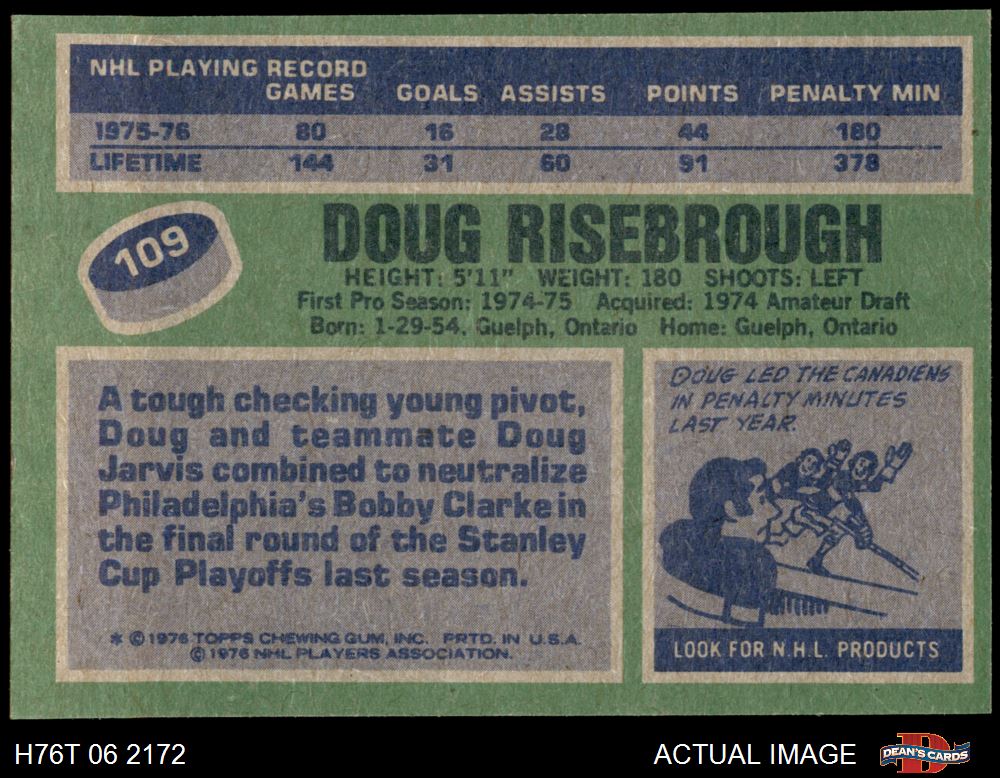 NHL PLAYING RECORD
GAMES GOALS ASSISTS POINTS PENALTY MIN
1975-76 80 16 28 44 180
LIFETIME 144 31 60 91 378
109
DOUG RISEBROUGH
HEIGHT: 5'11" WEIGHT: 180 SHOOTS: LEFT
First Pro Season: 1974-75 Acquired: 1974 Amateur Draft
Born: 1-29-54, Guelph, Ontario Home: Guelph, Ontario
A tough checking young pivot,
Doug and teammate Doug
Jarvis combined to neutralize
Philadelphia's Bobby Clarke in
the final round of the Stanley
Cup Playoffs last season.
* © 1976 TOPPS CHEWING GUM, INC. PRTD. IN U.S.A.
© 1976 NHL PLAYERS ASSOCIATION.
DOUG LED THE CANADIENS
IN PENALTY MINUTES
LAST YEAR.
LOOK FOR N.H.L. PRODUCTS
H76T 06 2172
ACTUAL IMAGE
D
DEAN'S CARDS